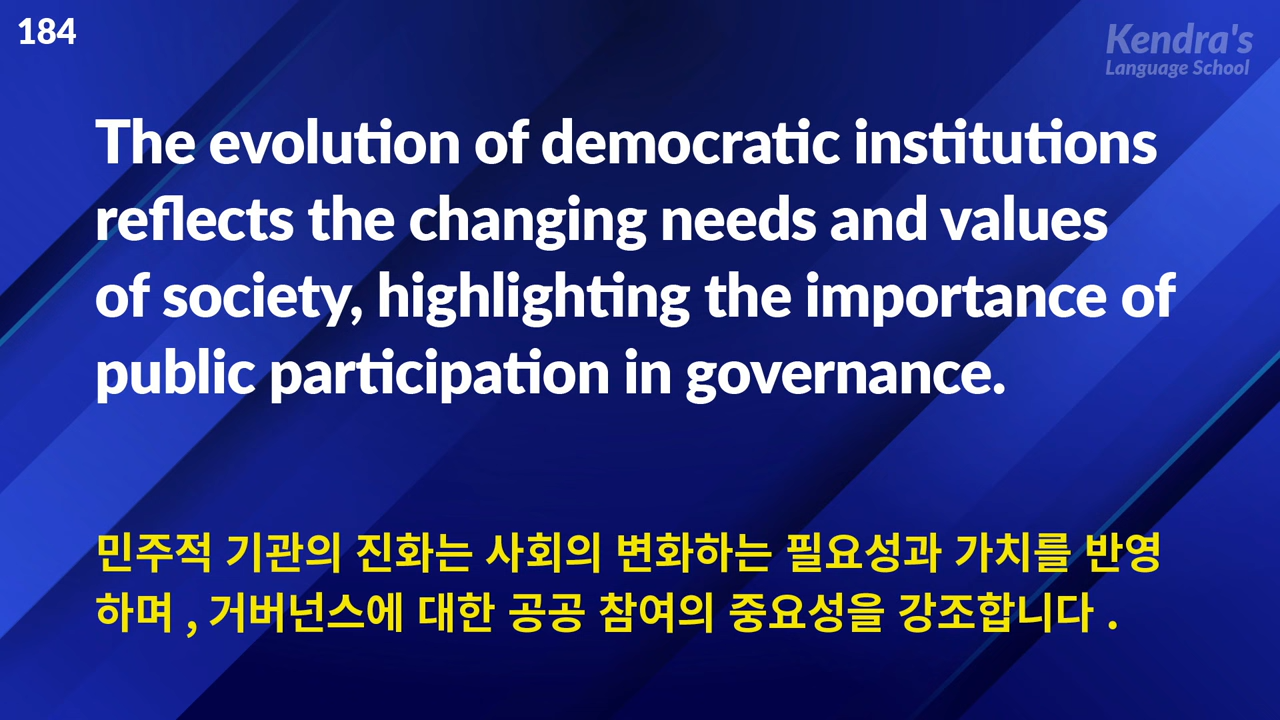 184
Kendra's
Language School
The evolution of democratic institutions
reflects the changing needs and values
of society, highlighting the importance of
public participation in governance.
민주적 기관의 진화는 사회의 변화하는 필요성과 가치를 반영
하며 , 거버넌스에 대한 공공 참여의 중요성을 강조합니다 .